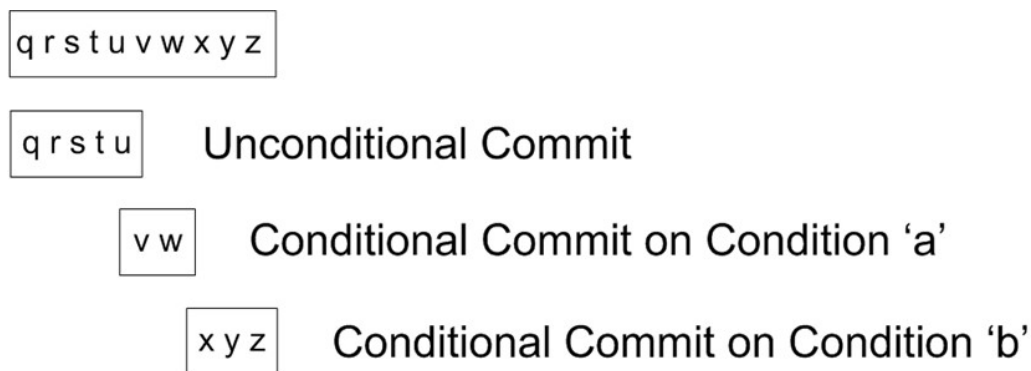 q r s t u v w x y z
q r s t u Unconditional Commit
v w Conditional Commit on Condition ‘a’
x y z Conditional Commit on Condition ‘b’